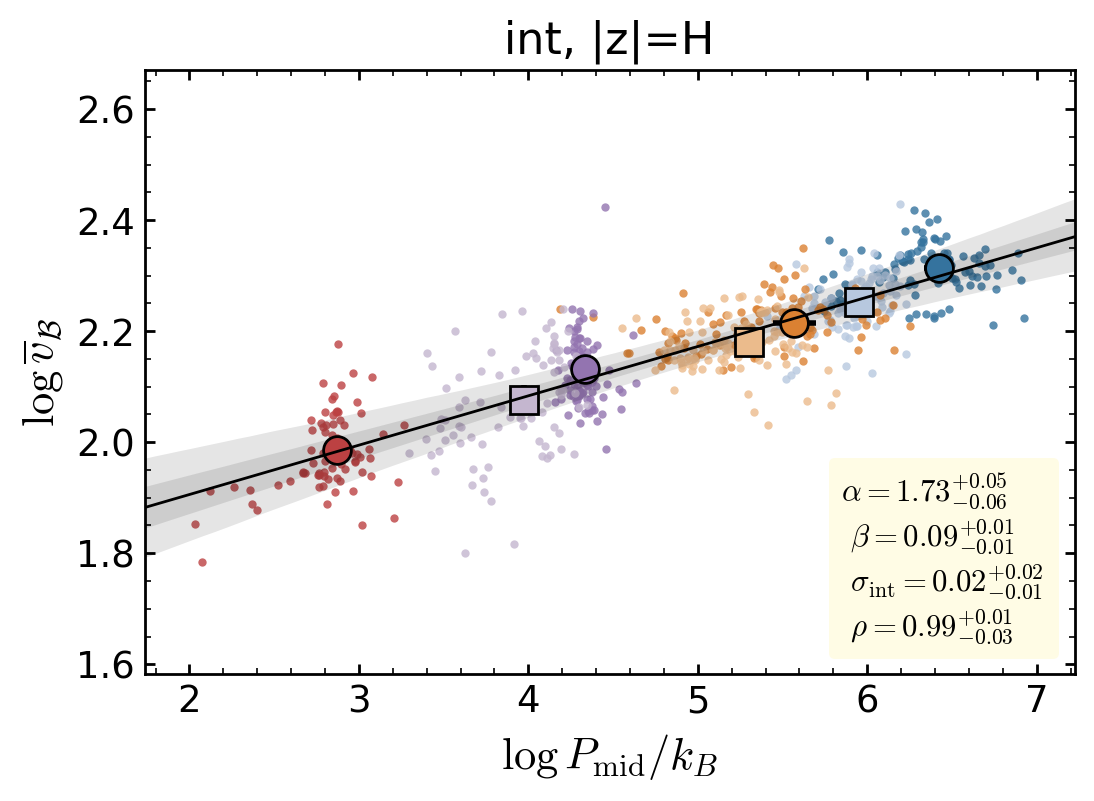 int, |z|=H
2.6
2.4
2.2
2.0
1.8
1.6
log v̅_ℬ
α = 1.73^{+0.05}_{−0.06}
β = 0.09^{+0.01}_{−0.01}
σ_int = 0.02^{+0.02}_{−0.01}
ρ = 0.99^{+0.01}_{−0.03}
2 3 4 5 6 7
log P_mid/k_B